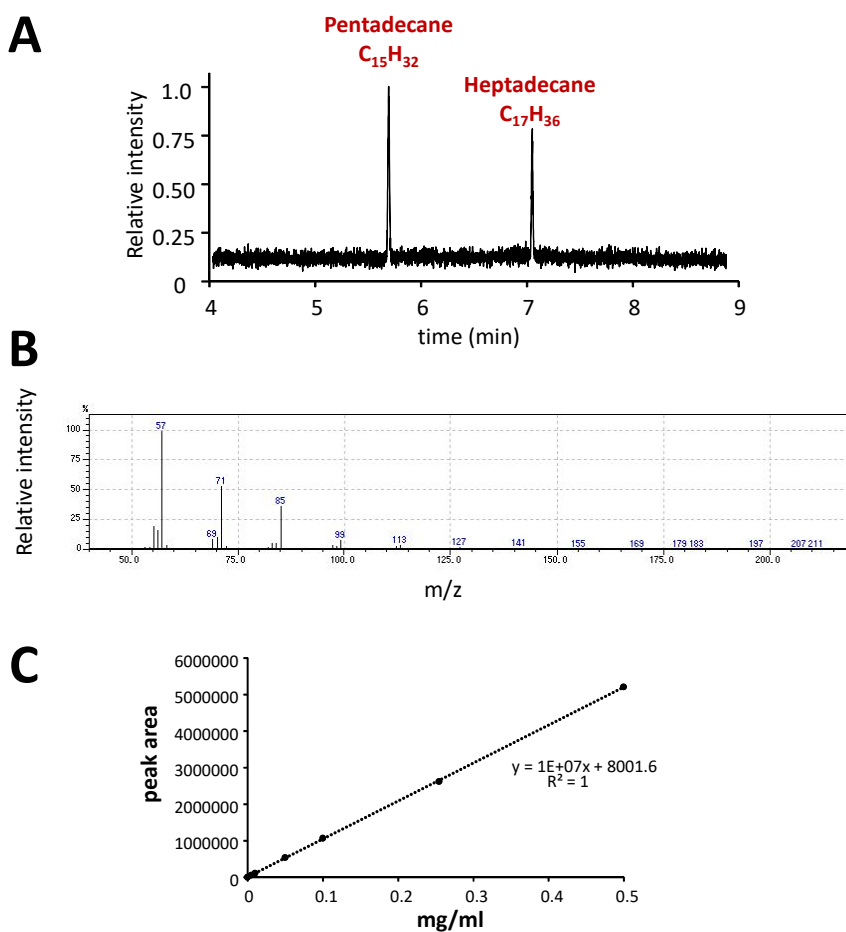 A
Pentadecane
C₁₅H₃₂
Heptadecane
C₁₇H₃₆
Relative intensity
1.0
0.75
0.50
0.25
0
4 5 6 7 8 9
time (min)
B
Relative intensity
%
100
75
50
25
0
57
71
85
69
99
113
127
141
155
169
179 183
197
207 211
50.0 75.0 100.0 125.0 150.0 175.0 200.0
m/z
C
peak area
6000000
5000000
4000000
3000000
2000000
1000000
0
y = 1E+07x + 8001.6
R² = 1
0 0.1 0.2 0.3 0.4 0.5
mg/ml